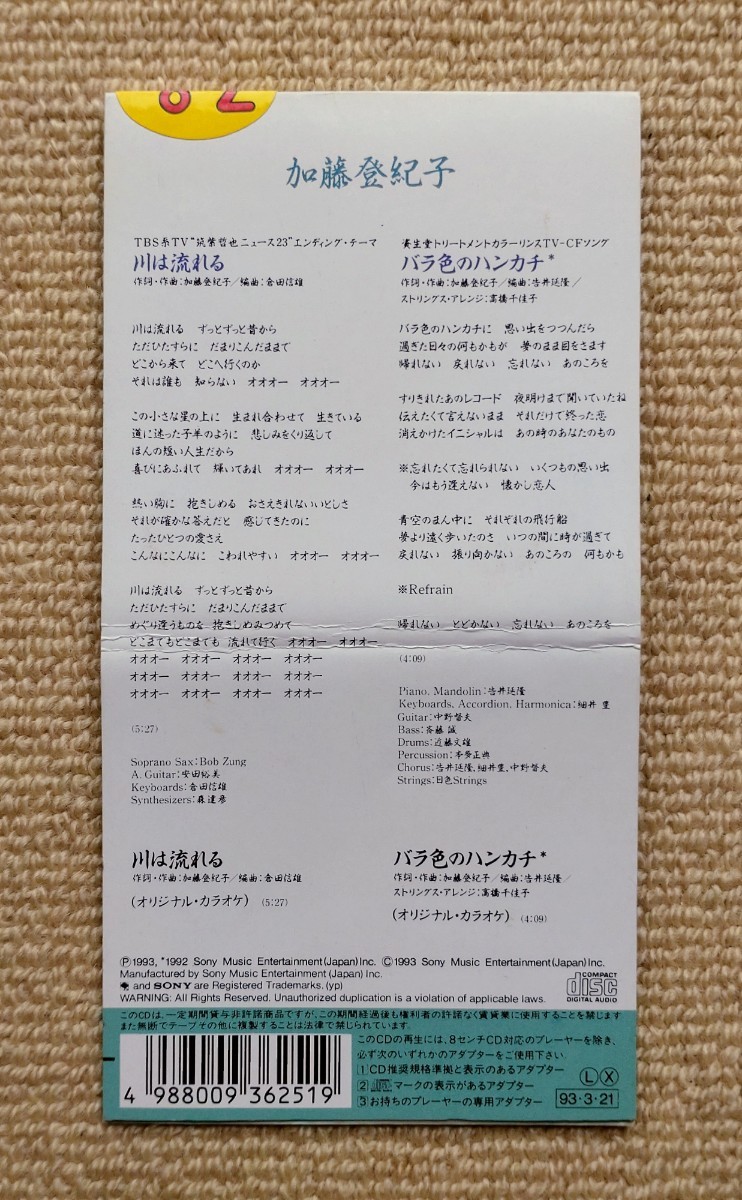 82
加藤登紀子
TBS系TV"筑紫哲也ニュース23"エンディング・テーマ
川は流れる
作詞・作曲:加藤登紀子/編曲:倉田信雄
川は流れる ずっとずっと昔から
ただひたすらに だまりこんだままで
どこから来て どこへ行くのか
それは誰も 知らない オオオー オオオー
この小さな星の上に 生まれ合わせて 生きている
道に迷った子羊のように 悲しみをくり返して
ほんの短い人生だから
喜びにあふれて 輝いてあれ オオオー オオオー
熱い胸に 抱きしめる おさえきれないいとしさ
それが確かな答えだと 感じてきたのに
たったひとつの愛さえ
こんなにこんなに こわれやすい オオオー オオオー
川は流れる ずっとずっと昔から
ただひたすらに だまりこんだままで
めぐり逢うものを 抱きしめみつめて
どこまでもどこまでも 流れて行く オオオー オオオー
オオオー オオオー オオオー オオオー
オオオー オオオー オオオー オオオー
オオオー オオオー オオオー オオオー
(5:27)
Soprano Sax:Bob Zung
A. Guitar:安田裕美
Keyboards:倉田信雄
Synthesizers:森達彦
資生堂トリートメントカラーリンスTV-CFソング
バラ色のハンカチ*
作詞・作曲:加藤登紀子/編曲:告井延隆/
ストリングス・アレンジ:高橋千佳子
バラ色のハンカチに 思い出をつつんだら
過ぎた日々の何もかもが 夢のまま目をさます
帰れない 戻れない 忘れない あのころを
すりきれたあのレコード 夜明けまで聞いていたね
伝えたくて言えないまま それだけで終った恋
消えかけたイニシャルは あの時のあなたのもの
※忘れたくて忘れられない いくつもの思い出
今はもう逢えない 懐かし恋人
青空のまん中に それぞれの飛行船
夢より遠く歩いたのさ いつの間に時が過ぎて
戻れない 振り向かない あのころの 何もかも
※Refrain
帰れない とどかない 忘れない あのころを
(4:09)
Piano, Mandolin:告井延隆
Keyboards, Accordion, Harmonica:細井 豊
Guitar:中野督夫
Bass:斉藤 誠
Drums:近藤文雄
Percussion:木村正典
Chorus:告井延隆,細井豊,中野督夫
Strings:日色Strings
川は流れる
作詞・作曲:加藤登紀子/編曲:倉田信雄
(オリジナル・カラオケ) (5:27)
バラ色のハンカチ*
作詞・作曲:加藤登紀子/編曲:告井延隆/
ストリングス・アレンジ:高橋千佳子
(オリジナル・カラオケ) (4:09)
Ⓟ1993, *1992 Sony Music Entertainment(Japan)Inc. Ⓒ1993 Sony Music Entertainment(Japan)Inc.
Manufactured by Sony Music Entertainment (Japan) Inc.
and SONY are Registered Trademarks. (yp)
WARNING: All Rights Reserved. Unauthorized duplication is a violation of applicable laws.
COMPACT
disc
DIGITAL AUDIO
このCDは、一定期間貸与非許諾商品ですが、この期間経過後も権利者の許諾なく賃貸業に使用することを禁じます
また無断でテープその他に複製することは法律で禁じられています.
4 988009 362519
このCDの再生には、8センチCD対応のプレーヤーを除き、
必ず次のいずれかのアダプターをご使用下さい.
1 CD推奨規格準拠と表示のあるアダプター
2 マークの表示があるアダプター
3 お持ちのプレーヤーの専用アダプター
Ⓛ Ⓧ
93・3・21